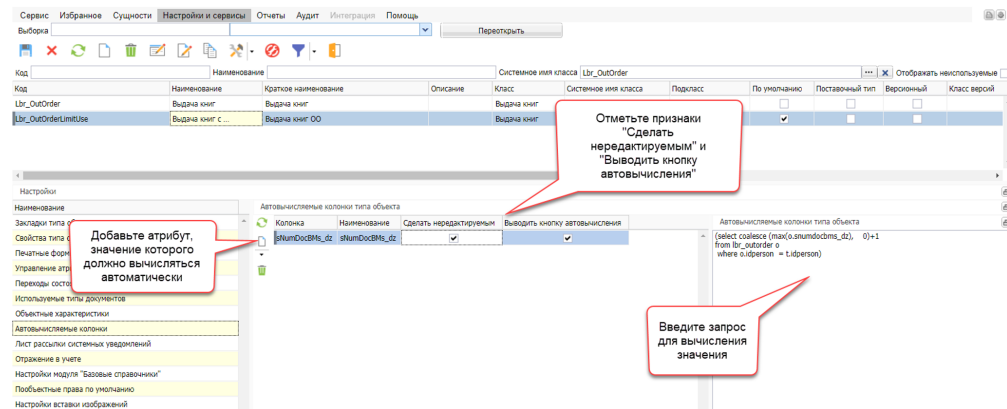 Сервис Избранное Сущности Настройки и сервисы Отчеты Аудит Интеграция Помощь
Выборка Переоткрыть
Код Наименование Системное имя класса Lbr_OutOrder ... Отображать неиспользуемые
Код Наименование Краткое наименование Описание Класс Системное имя класса Подкласс По умолчанию Поставочный тип Версионный Класс версий
Lbr_OutOrder Выдача книг Выдача книг Выдача книг
Lbr_OutOrderLimitUse Выдача книг с ... Выдача книг ОО Выдача книг
Отметьте признаки
"Сделать
нередактируемым" и
"Выводить кнопку
автовычисления"
Настройки
Наименование
Закладки типа
Свойства типа
Печатные форм
Управление
Переходы
Используемые типы документов
Объектные характеристики
Автовычисляемые колонки
Лист рассылки системных уведомлений
Отражение в учете
Настройки модуля "Базовые справочники"
Пообъектные права по умолчанию
Настройки вставки изображений
Добавьте атрибут,
значение которого
должно вычисляться
автоматически
Автовычисляемые колонки типа объекта
Колонка Наименование Сделать нередактируемым Выводить кнопку автовычисления
sNumDocBMs_dz sNumDocBMs_dz
Автовычисляемые колонки типа объекта
(select coalesce (max(o.snumdocbms_dz), 0)+1
from lbr_outorder o
where o.idperson = t.idperson)
Введите запрос
для вычисления
значения